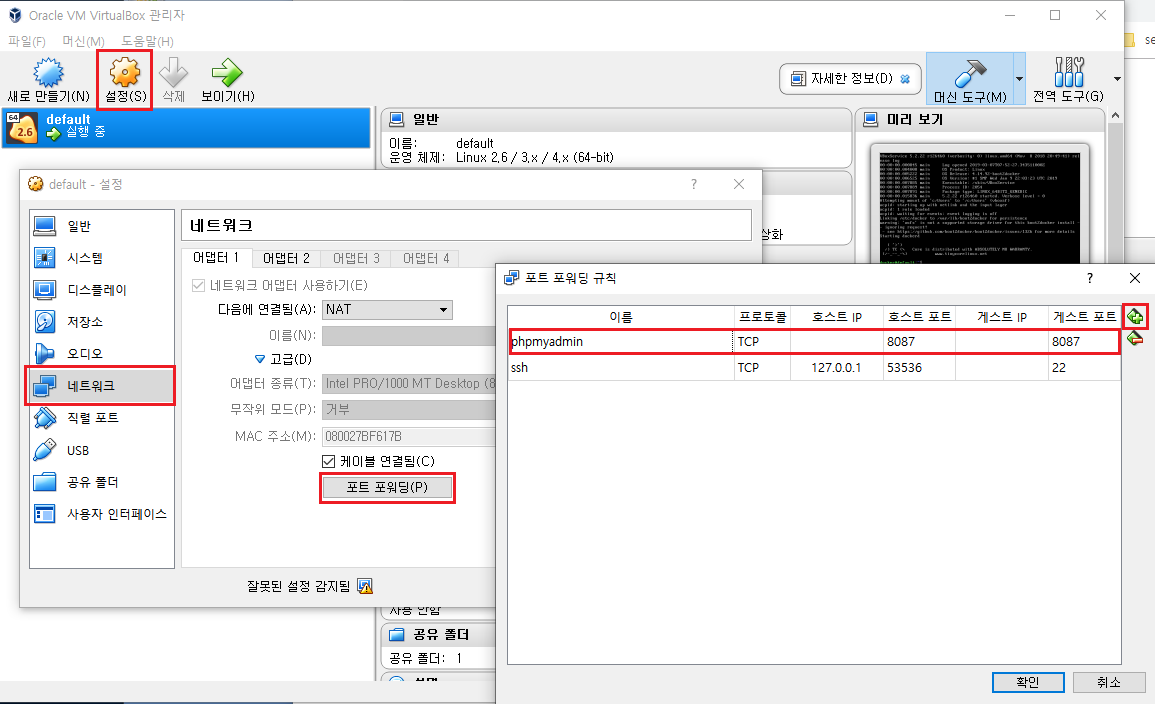 Oracle VM VirtualBox 관리자
파일(F) 머신(M) 도움말(H)
se
새로 만들기(N) 설정(S) 삭제 보이기(H)
자세한 정보(D)
머신 도구(M) 전역 도구(G)
64
2.6
default
실행 중
일반
이름: default
운영 체제: Linux 2.6 / 3.x / 4.x (64-bit)
미리 보기
상화
default - 설정
?
일반
시스템
디스플레이
저장소
오디오
네트워크
직렬 포트
USB
공유 폴더
사용자 인터페이스
네트워크
어댑터 1 어댑터 2 어댑터 3 어댑터 4
네트워크 어댑터 사용하기(E)
다음에 연결됨(A): NAT
이름(N):
고급(D)
어댑터 종류(T): Intel PRO/1000 MT Desktop (8
무작위 모드(P): 거부
MAC 주소(M): 080027BF617B
케이블 연결됨(C)
포트 포워딩(P)
잘못된 설정 감지됨
사용 안함
공유 폴더
공유 폴더: 1
포트 포워딩 규칙
?
이름 프로토콜 호스트 IP 호스트 포트 게스트 IP 게스트 포트
phpmyadmin TCP 8087 8087
ssh TCP 127.0.0.1 53536 22
확인 취소